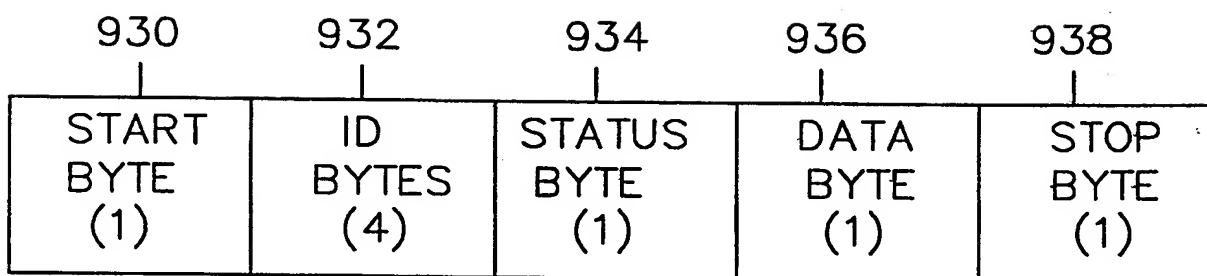 930 932 934 936 938
START ID STATUS DATA STOP
BYTE BYTES BYTE BYTE BYTE
(1) (4) (1) (1) (1)